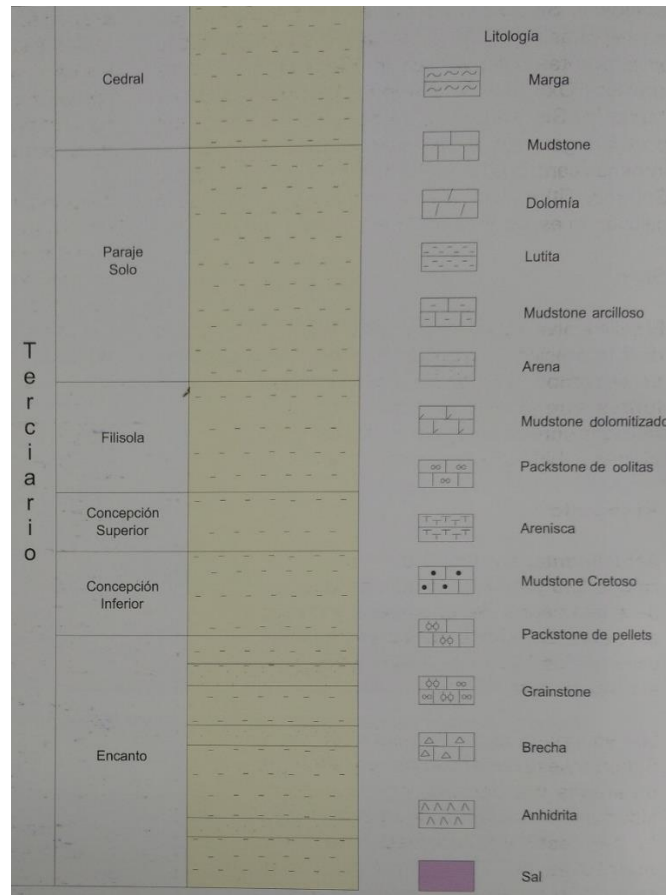 Terciario
Cedral
Paraje
Solo
Filisola
Concepción
Superior
Concepción
Inferior
Encanto
Litología
Marga
Mudstone
Dolomía
Lutita
Mudstone arcilloso
Arena
Mudstone dolomitizado
Packstone de oolitas
Arenisca
Mudstone Cretoso
Packstone de pellets
Grainstone
Brecha
Anhidrita
Sal